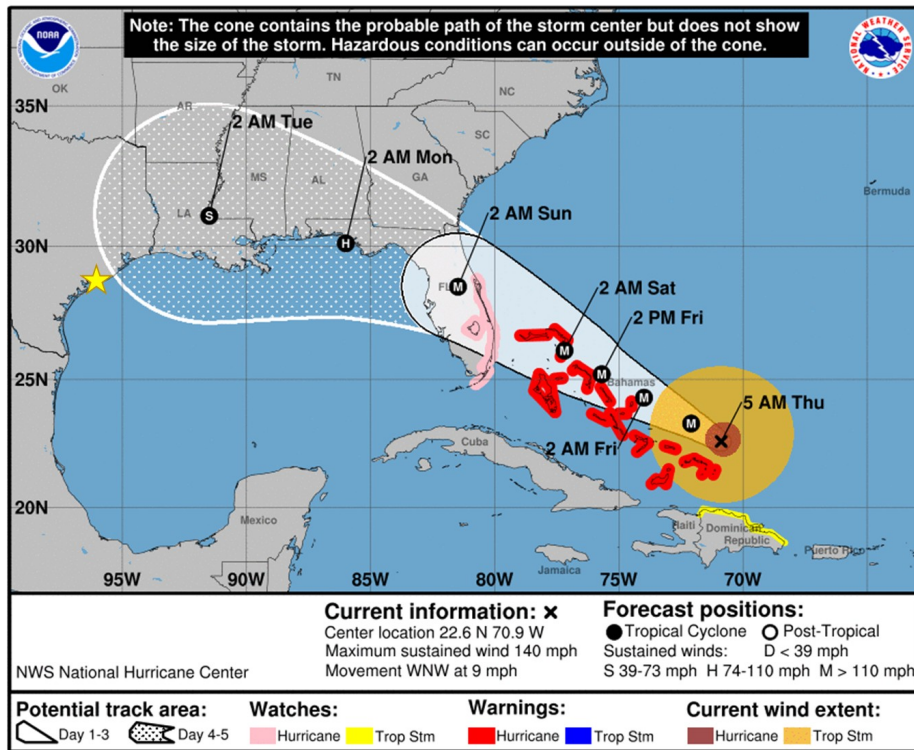 Note: The cone contains the probable path of the storm center but does not show
the size of the storm. Hazardous conditions can occur outside of the cone.
NOAA
NATIONAL WEATHER SERVICE
OK
TN
NC
35N
AR
2 AM Tue
SC
2 AM Mon
MS
AL
GA
Bermuda
LA
S
2 AM Sun
30N
H
FL
M
2 AM Sat
2 PM Fri
M
25N
M
Bahamas
M
5 AM Thu
M
2 AM Fri
Cuba
20N
Mexico
Haiti
Dominican
Republic
Puerto Rico
Jamaica
95W
90W
85W
80W
75W
70W
Current information: ×
Center location 22.6 N 70.9 W
Maximum sustained wind 140 mph
Movement WNW at 9 mph
Forecast positions:
Tropical Cyclone
Post-Tropical
Sustained winds: D < 39 mph
S 39-73 mph H 74-110 mph M > 110 mph
NWS National Hurricane Center
Potential track area:
Day 1-3
Day 4-5
Watches:
Hurricane
Trop Stm
Warnings:
Hurricane
Trop Stm
Current wind extent:
Hurricane
Trop Stm